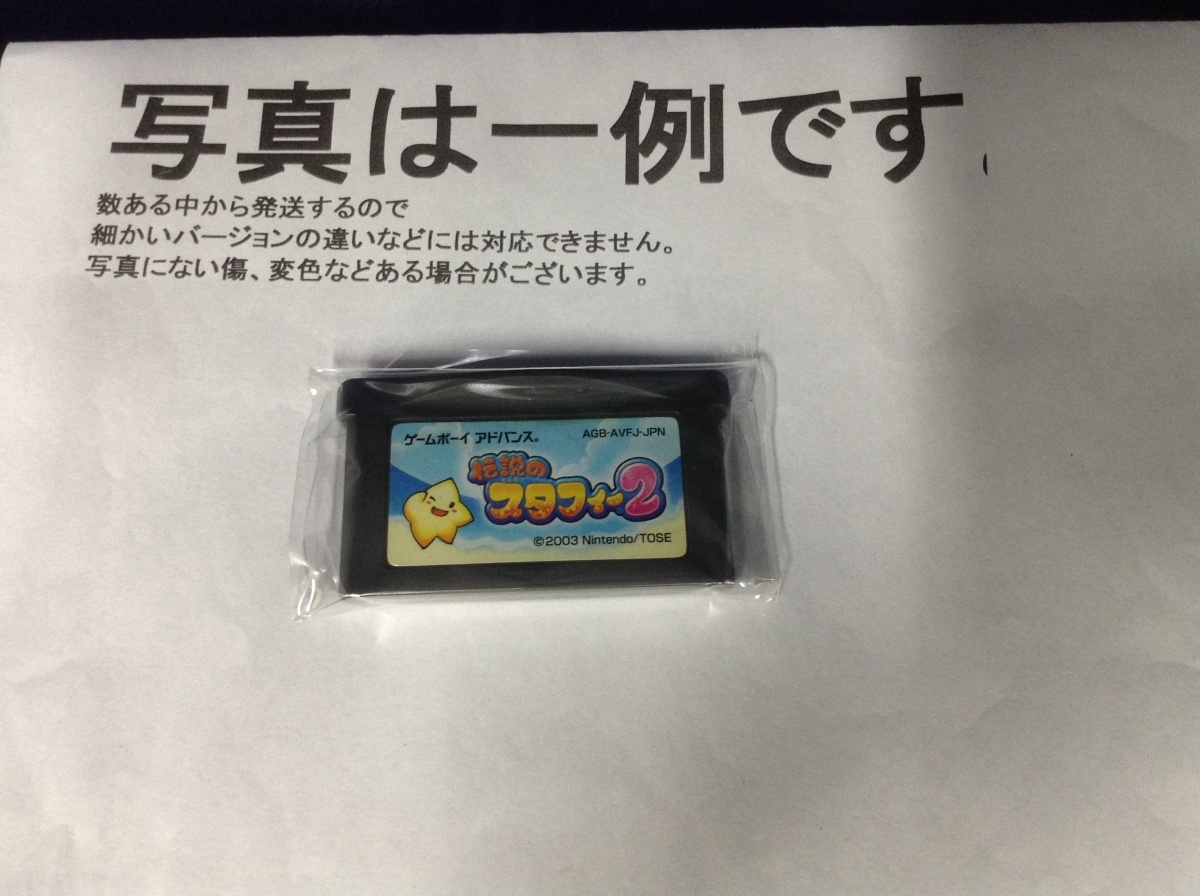 写真は一例です。
数ある中から発送するので
細かいバージョンの違いなどには対応できません。
写真にない傷、変色などある場合がございます。
ゲームボーイ アドバンス® AGB-AVFJ-JPN
伝説の
スタフィー2
©2003 Nintendo/TOSE